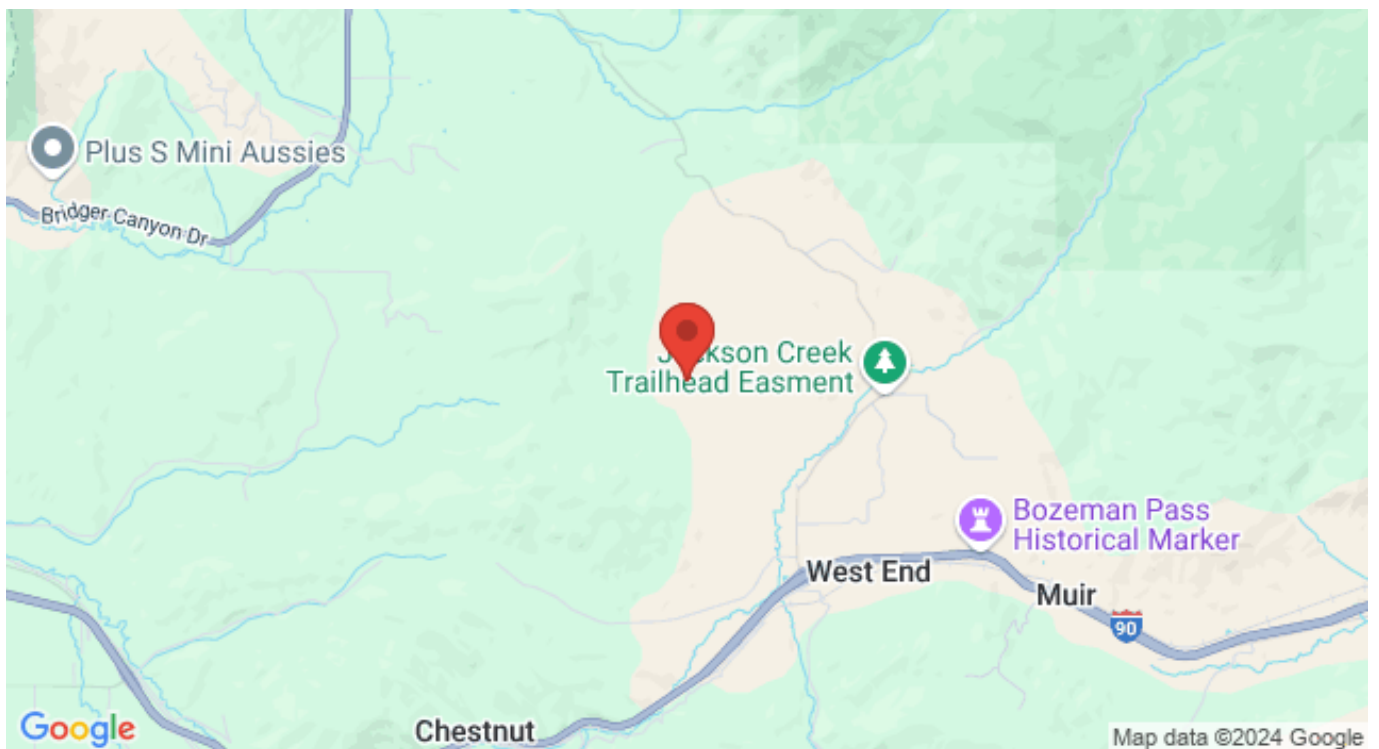 Plus S Mini Aussies
Bridger Canyon Dr
Jackson Creek
Trailhead Easment
Bozeman Pass
Historical Marker
West End
Muir
90
Chestnut
Google
Map data ©2024 Google